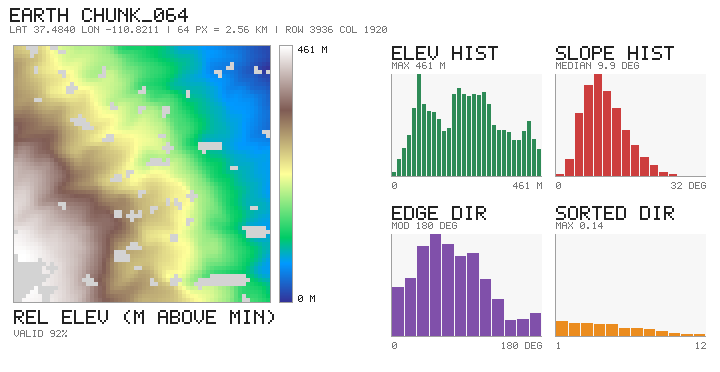 EARTH CHUNK_064
LAT 37.4840 LON -110.8211 | 64 PX = 2.56 KM | ROW 3936 COL 1920
461 M
0 M
REL ELEV (M ABOVE MIN)
VALID 92%
ELEV HIST
MAX 461 M
0 461 M
SLOPE HIST
MEDIAN 9.9 DEG
0 32 DEG
EDGE DIR
MOD 180 DEG
0 180 DEG
SORTED DIR
MAX 0.14
1 12